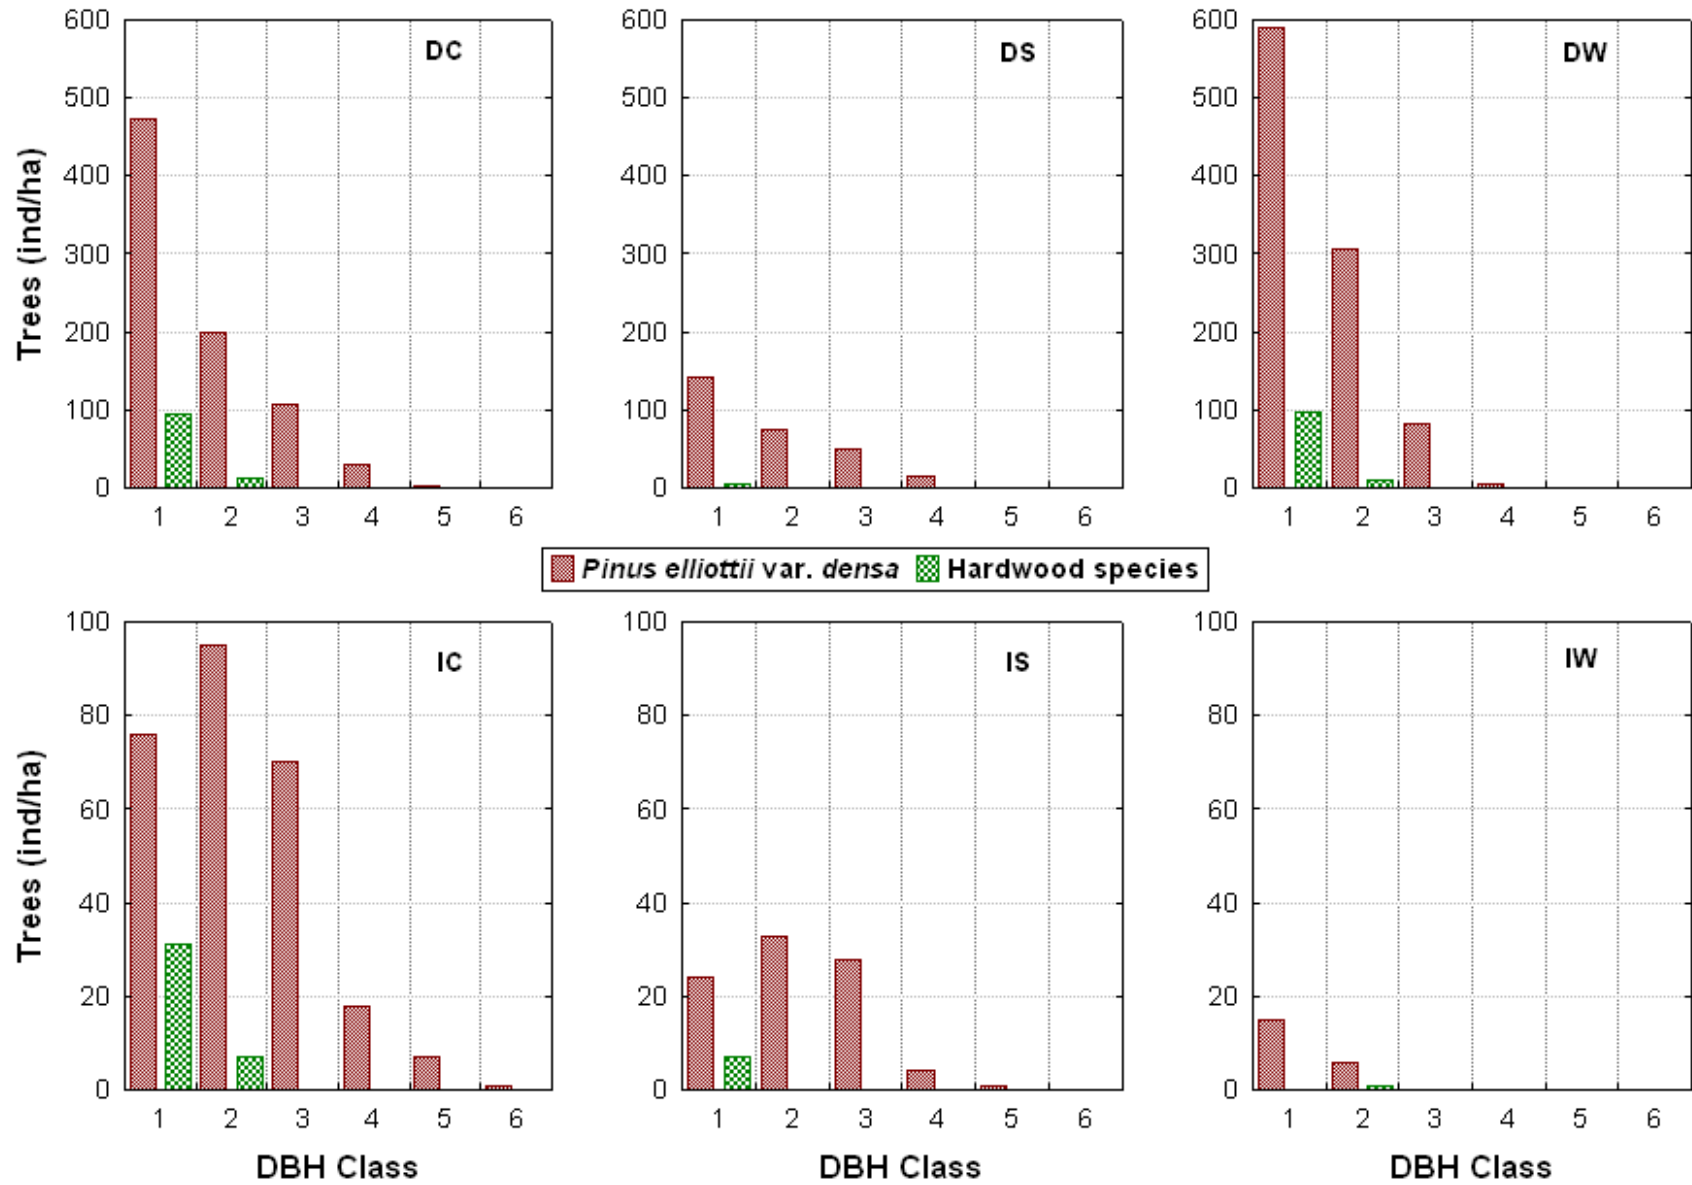 DC
600
500
400
300
200
100
0
Trees (ind/ha)
1 2 3 4 5 6
DS
600
500
400
300
200
100
0
1 2 3 4 5 6
DW
600
500
400
300
200
100
0
1 2 3 4 5 6
Pinus elliottii var. densa Hardwood species
IC
100
80
60
40
20
0
Trees (ind/ha)
1 2 3 4 5 6
DBH Class
IS
100
80
60
40
20
0
1 2 3 4 5 6
DBH Class
IW
100
80
60
40
20
0
1 2 3 4 5 6
DBH Class